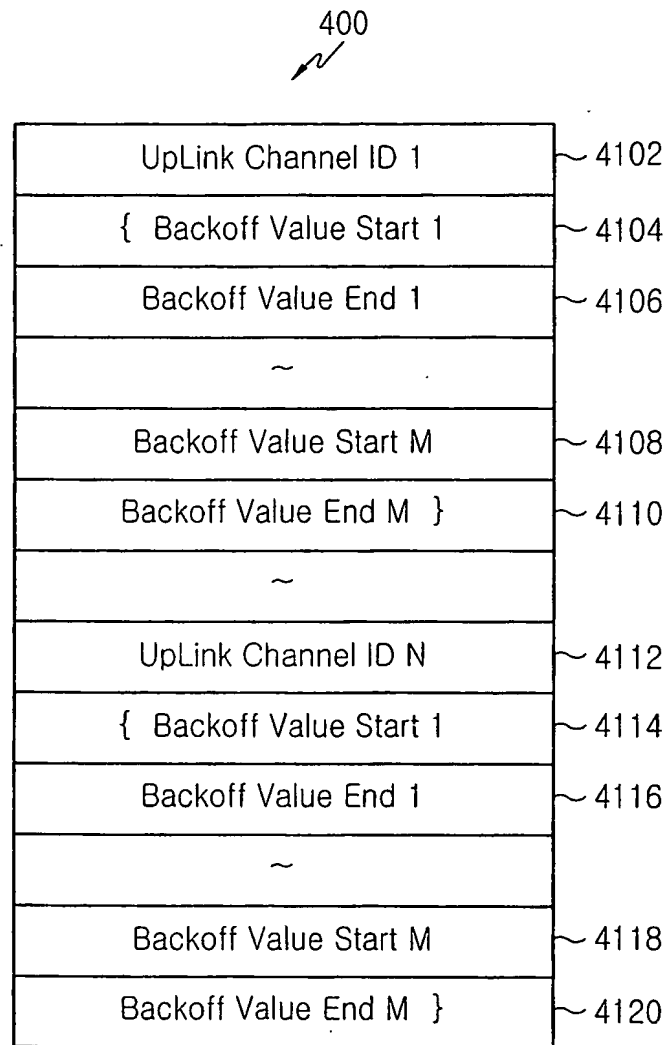 400
UpLink Channel ID 1 ~ 4102
{ Backoff Value Start 1 ~ 4104
Backoff Value End 1 ~ 4106
~
Backoff Value Start M ~ 4108
Backoff Value End M } ~ 4110
~
UpLink Channel ID N ~ 4112
{ Backoff Value Start 1 ~ 4114
Backoff Value End 1 ~ 4116
~
Backoff Value Start M ~ 4118
Backoff Value End M } ~ 4120